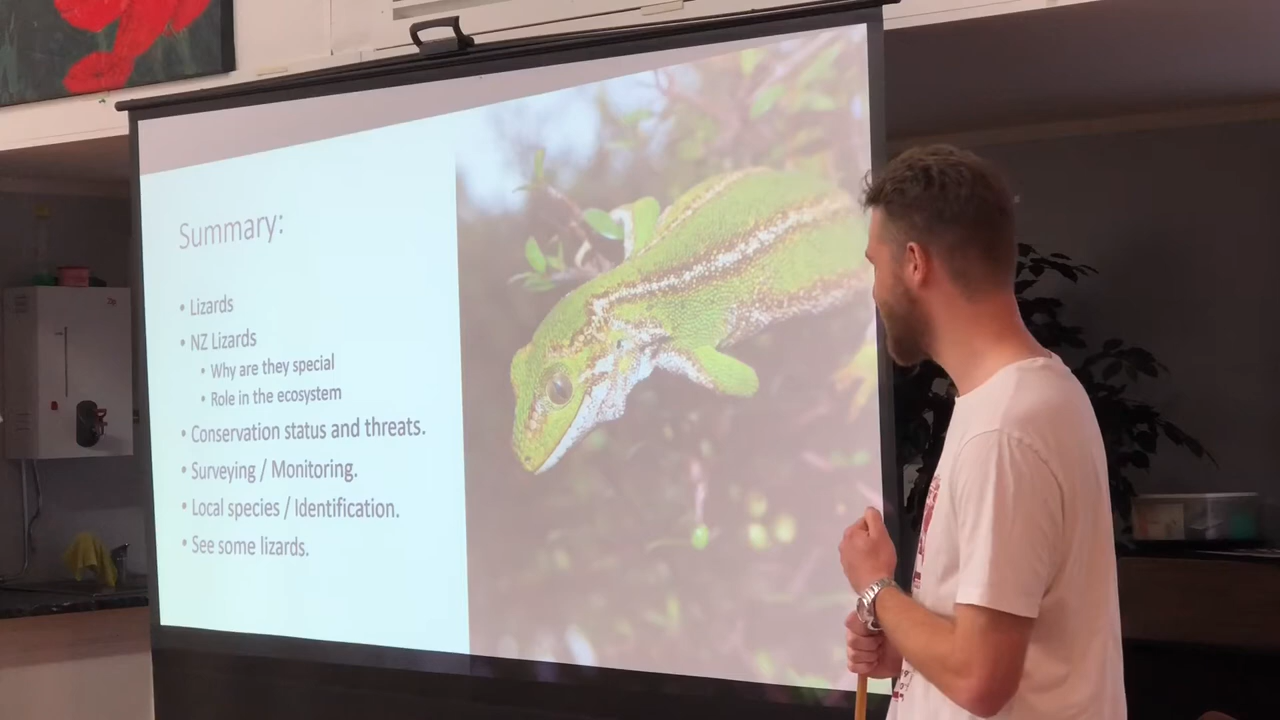 Summary:
• Lizards
• NZ Lizards
• Why are they special
• Role in the ecosystem
• Conservation status and threats.
• Surveying / Monitoring.
• Local species / Identification.
• See some lizards.